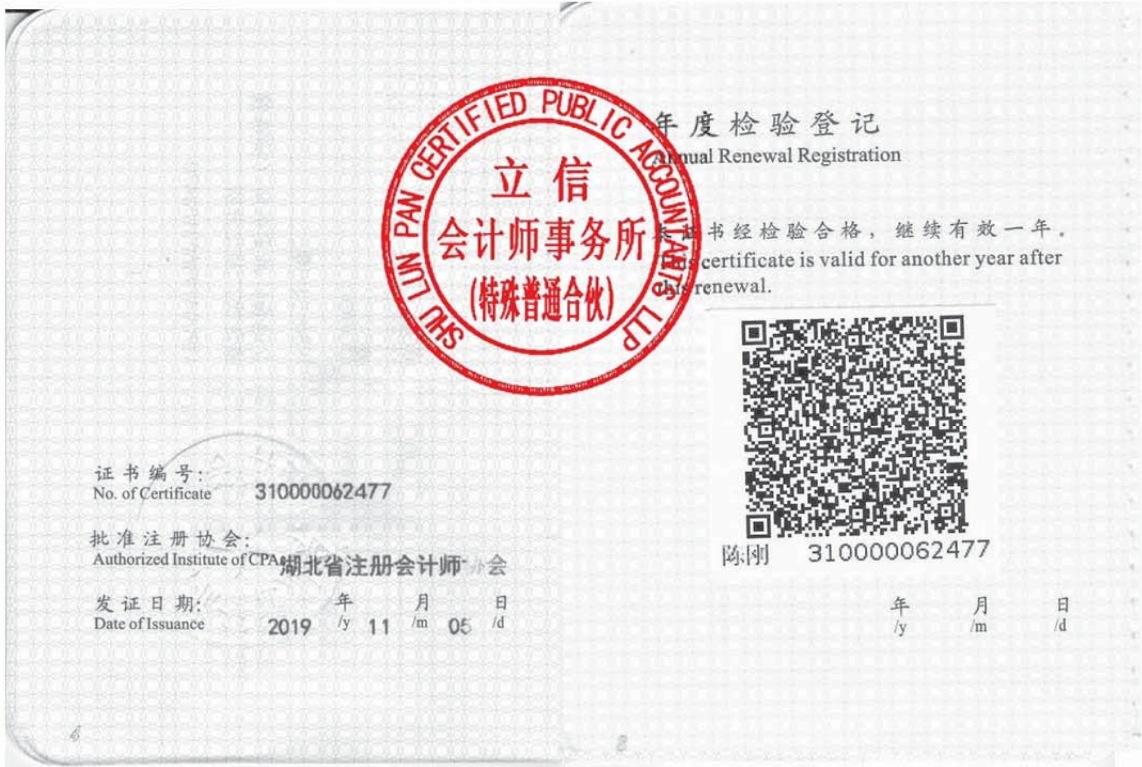 SHU LUN PAN CERTIFIED PUBLIC ACCOUNTANTS LLP
立信
会计师事务所
(特殊普通合伙)
证书编号:
No. of Certificate 310000062477
批准注册协会:
Authorized Institute of CPA 湖北省注册会计师协会
发证日期: 年 月 日
Date of Issuance 2019 /y 11 /m 05 /d
4
年度检验登记
Annual Renewal Registration
本证书经检验合格，继续有效一年。
This certificate is valid for another year after
this renewal.
陈刚 310000062477
年 月 日
/y /m /d